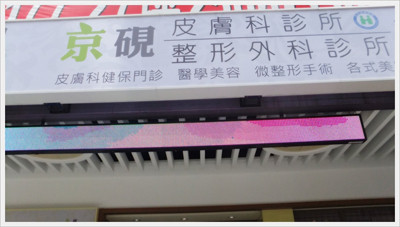 京硯 皮膚科診所
整形外科診所
皮膚科健保門診 醫學美容 微整形手術 各式美